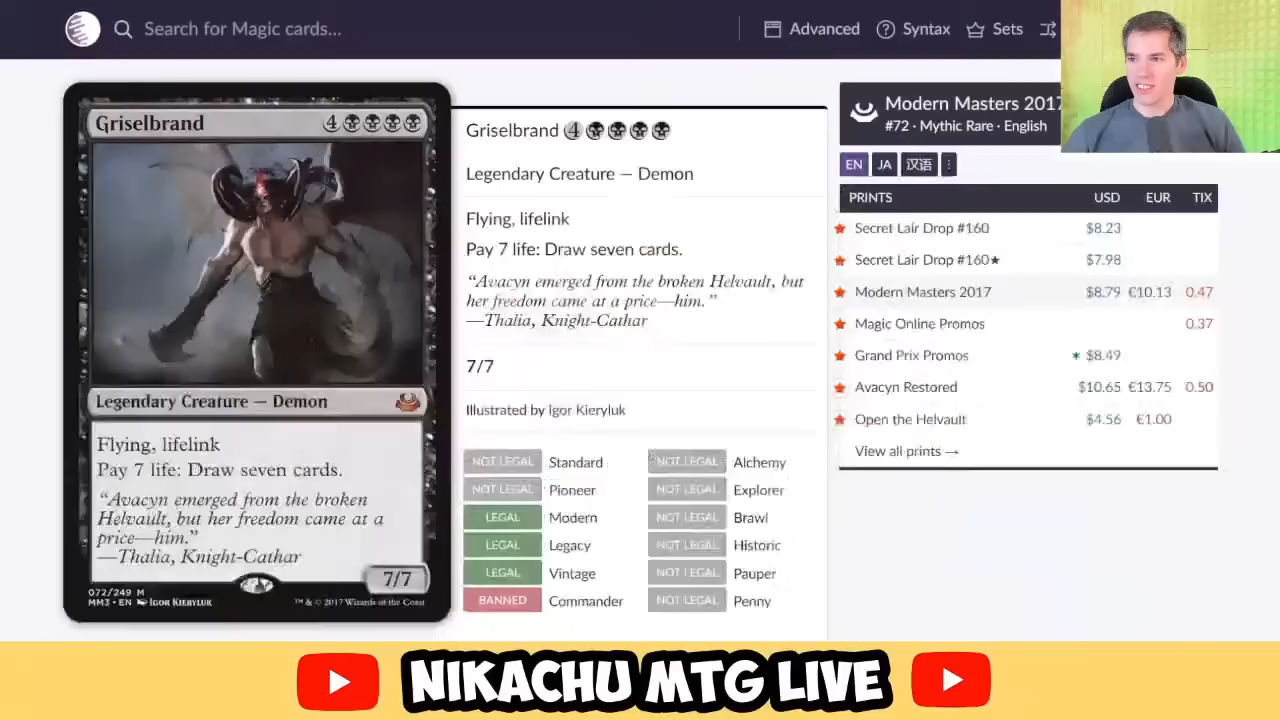 Search for Magic cards...
Advanced
Syntax
Sets
Griselbrand 4
Legendary Creature — Demon
Flying, lifelink
Pay 7 life: Draw seven cards.
“Avacyn emerged from the broken
Helvault, but her freedom came at a
price—him.”
—Thalia, Knight-Cathar
7/7
072/249 M
MM3 • EN Igor Kieryluk
™ & © 2017 Wizards of the Coast
Griselbrand 4
Legendary Creature — Demon
Flying, lifelink
Pay 7 life: Draw seven cards.
“Avacyn emerged from the broken Helvault, but
her freedom came at a price—him.”
—Thalia, Knight-Cathar
7/7
Illustrated by Igor Kieryluk
NOT LEGAL Standard NOT LEGAL Alchemy
NOT LEGAL Pioneer NOT LEGAL Explorer
LEGAL Modern NOT LEGAL Brawl
LEGAL Legacy NOT LEGAL Historic
LEGAL Vintage NOT LEGAL Pauper
BANNED Commander NOT LEGAL Penny
Modern Masters 2017
#72 · Mythic Rare · English
EN JA 汉语
PRINTS USD EUR TIX
Secret Lair Drop #160 $8.23
Secret Lair Drop #160★ $7.98
Modern Masters 2017 $8.79 €10.13 0.47
Magic Online Promos 0.37
Grand Prix Promos $8.49
Avacyn Restored $10.65 €13.75 0.50
Open the Helvault $4.56 €1.00
View all prints →
NIKACHU MTG LIVE